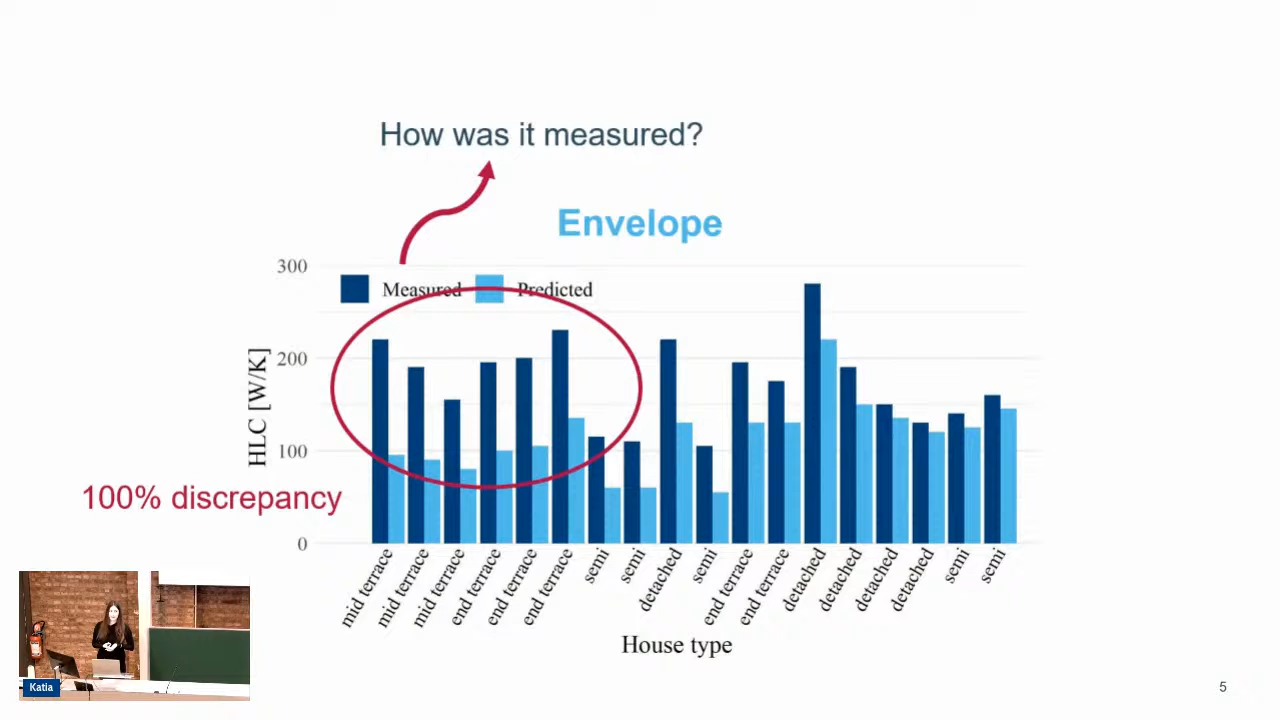 How was it measured?
Envelope
300
Measured
Predicted
200
HLC [W/K]
100
100% discrepancy
0
mid terrace
mid terrace
mid terrace
end terrace
end terrace
end terrace
semi
semi
detached
semi
end terrace
end terrace
detached
detached
detached
detached
semi
semi
House type
Katia
5